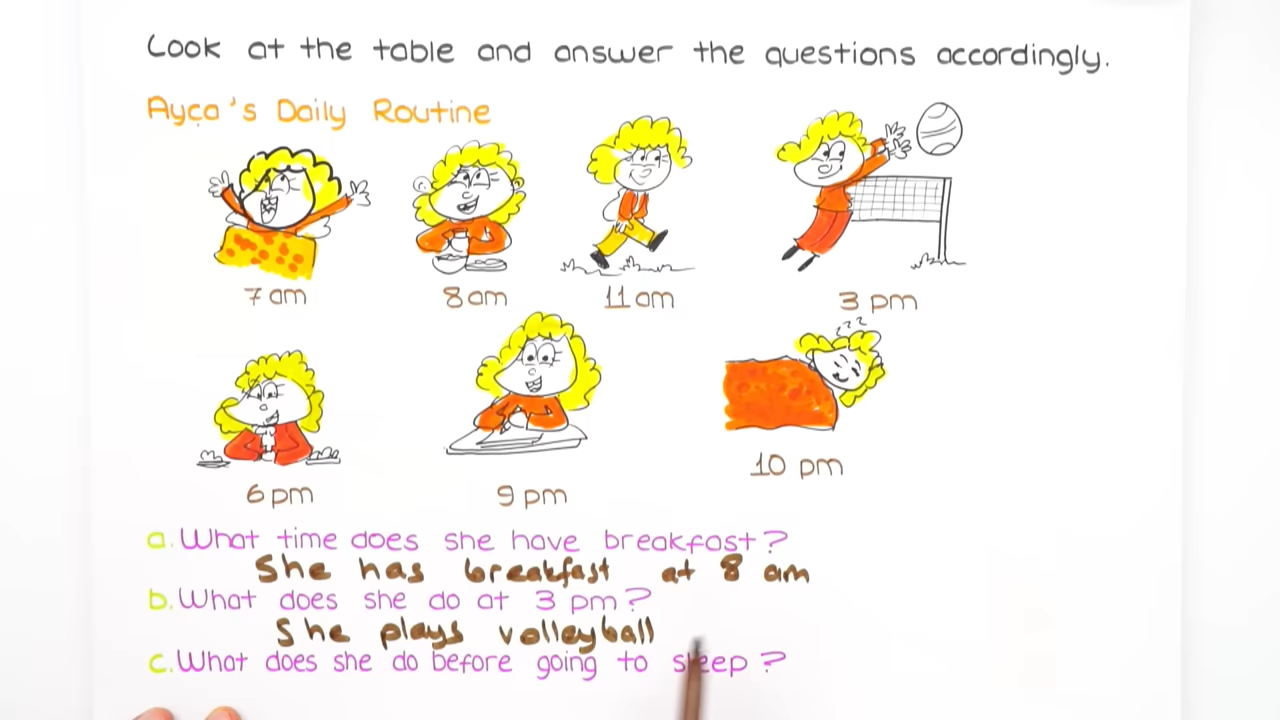 Look at the table and answer the questions accordingly.
Ayça's Daily Routine
7 am
8 am
11 am
3 pm
zzz
6 pm
9 pm
10 pm
a. What time does she have breakfast?
She has breakfast at 8 am
b. What does she do at 3 pm?
She plays volleyball
c. What does she do before going to sleep?